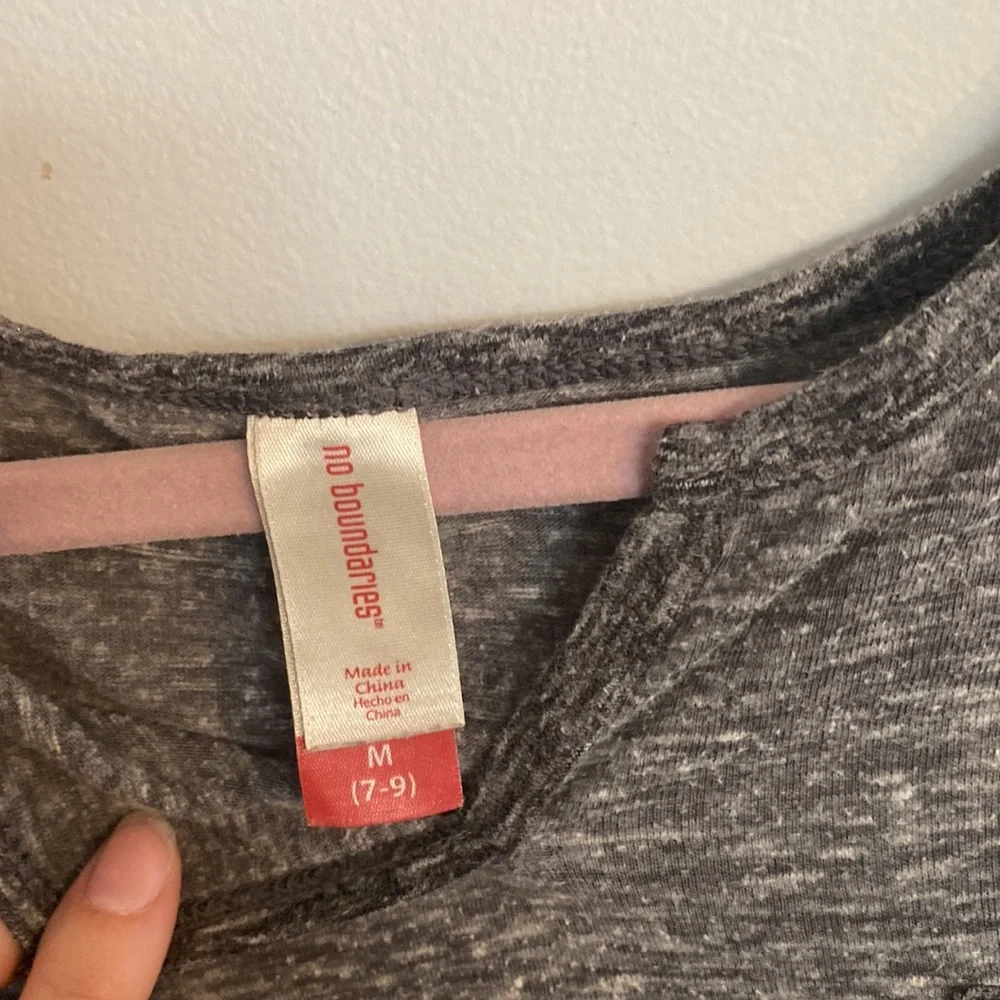 no boundaries™
Made in
China
Hecho en
China
M
(7-9)